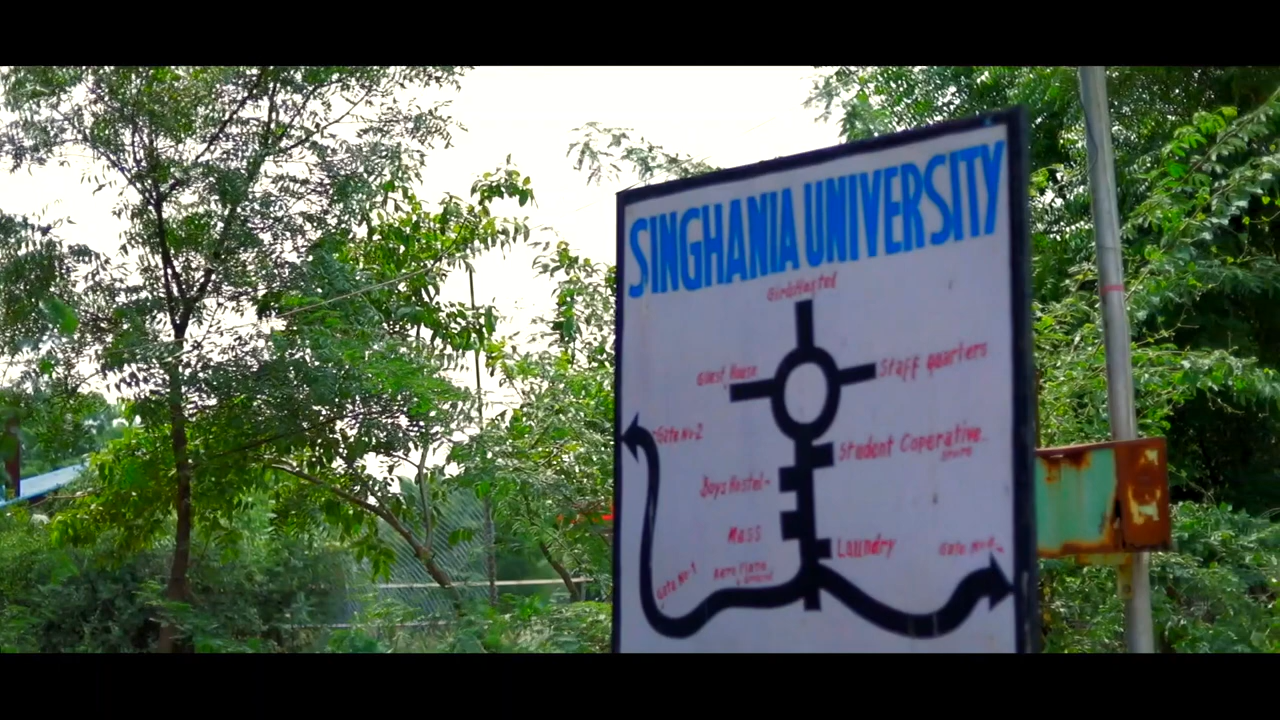 SINGHANIA UNIVERSITY
Girls Hostel
Guest House
Staff Quarters
Gate No-2
Student Coperative
Store
Boys Hostel-
Mass
Laundry
Gate No-1